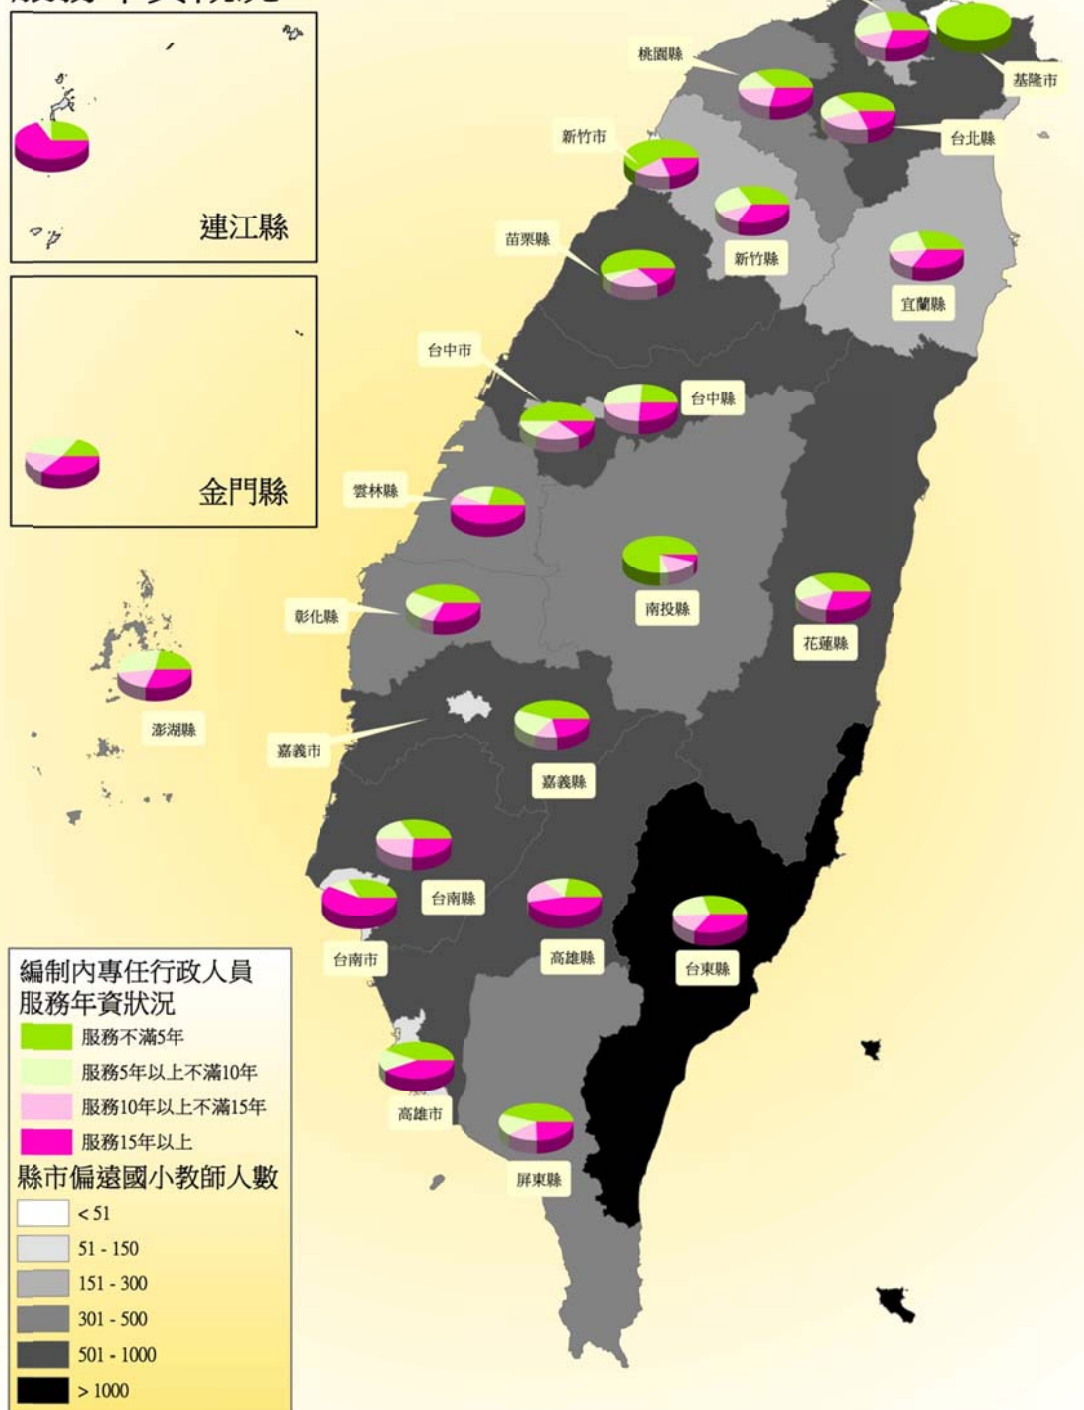 連江縣
金門縣
桃園縣
基隆市
台北縣
新竹市
新竹縣
苗栗縣
宜蘭縣
台中市
台中縣
雲林縣
南投縣
花蓮縣
彰化縣
澎湖縣
嘉義市
嘉義縣
台南縣
台南市
高雄縣
台東縣
高雄市
屏東縣
編制內專任行政人員
服務年資狀況
服務不滿5年
服務5年以上不滿10年
服務10年以上不滿15年
服務15年以上
縣市偏遠國小教師人數
< 51
51 - 150
151 - 300
301 - 500
501 - 1000
> 1000